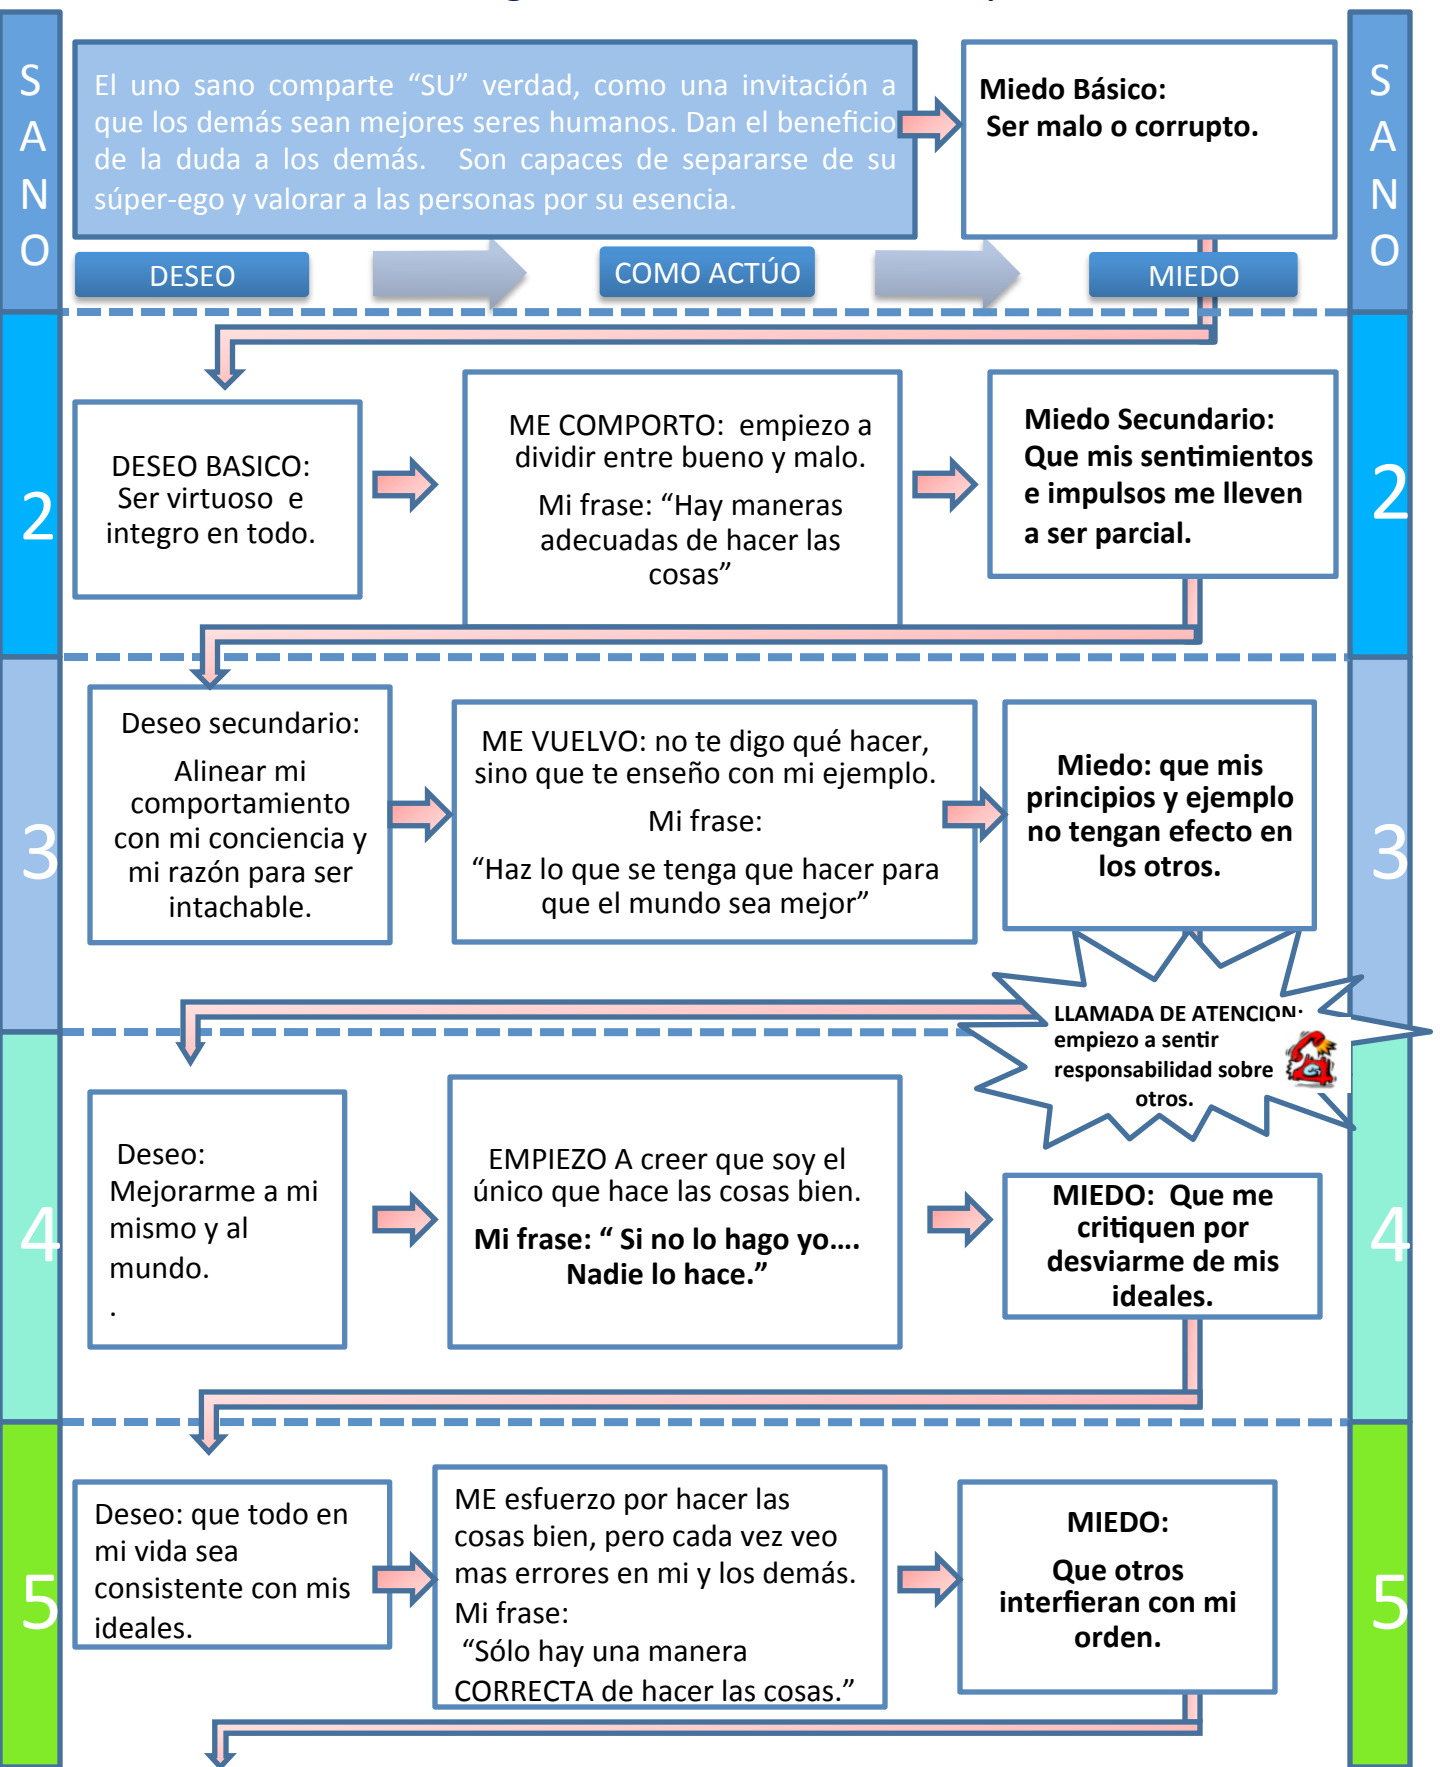 S
A
N
O
El uno sano comparte “SU” verdad, como una invitación a
que los demás sean mejores seres humanos. Dan el beneficio
de la duda a los demás. Son capaces de separarse de su
súper-ego y valorar a las personas por su esencia.
Miedo Básico:
Ser malo o corrupto.
S
A
N
O
DESEO
COMO ACTÚO
MIEDO
2
DESEO BASICO:
Ser virtuoso e
integro en todo.
ME COMPORTO: empiezo a
dividir entre bueno y malo.
Mi frase: “Hay maneras
adecuadas de hacer las
cosas”
Miedo Secundario:
Que mis sentimientos
e impulsos me lleven
a ser parcial.
2
3
Deseo secundario:
Alinear mi
comportamiento
con mi conciencia y
mi razón para ser
intachable.
ME VUELVO: no te digo qué hacer,
sino que te enseño con mi ejemplo.
Mi frase:
“Haz lo que se tenga que hacer para
que el mundo sea mejor”
Miedo: que mis
principios y ejemplo
no tengan efecto en
los otros.
3
LLAMADA DE ATENCION:
empiezo a sentir
responsabilidad sobre
otros.
4
Deseo:
Mejorarme a mi
mismo y al
mundo.
.
EMPIEZO A creer que soy el
único que hace las cosas bien.
Mi frase: “ Si no lo hago yo....
Nadie lo hace.”
MIEDO: Que me
critiquen por
desviarme de mis
ideales.
4
5
Deseo: que todo en
mi vida sea
consistente con mis
ideales.
ME esfuerzo por hacer las
cosas bien, pero cada vez veo
mas errores en mi y los demás.
Mi frase:
“Sólo hay una manera
CORRECTA de hacer las cosas.”
MIEDO:
Que otros
interfieran con mi
orden.
5